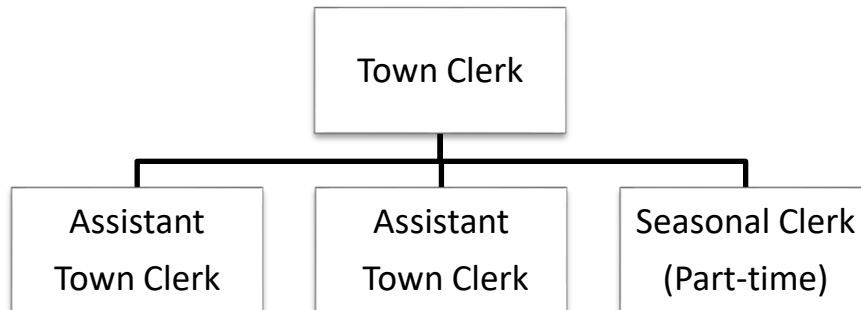 Town Clerk
Assistant
Town Clerk
Assistant
Town Clerk
Seasonal Clerk
(Part-time)